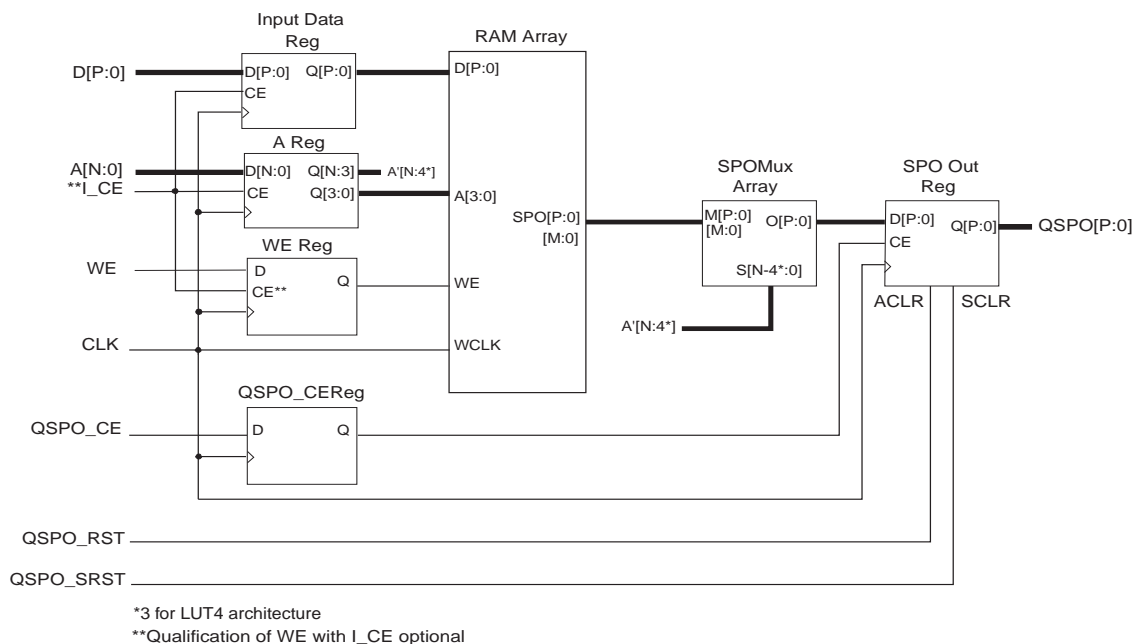 Input Data
Reg
RAM Array
D[P:0]
D[P:0]
Q[P:0]
D[P:0]
CE
A Reg
A[N:0]
D[N:0]
Q[N:3]
A'[N:4*]
**I_CE
CE
Q[3:0]
A[3:0]
SPOMux
Array
SPO Out
Reg
SPO[P:0]
[M:0]
M[P:0]
[M:0]
O[P:0]
D[P:0]
Q[P:0]
QSPO[P:0]
CE
WE Reg
WE
D
Q
CE**
WE
S[N-4*:0]
ACLR
SCLR
A'[N:4*]
CLK
WCLK
QSPO_CEReg
QSPO_CE
D
Q
QSPO_RST
QSPO_SRST
*3 for LUT4 architecture
**Qualification of WE with I_CE optional